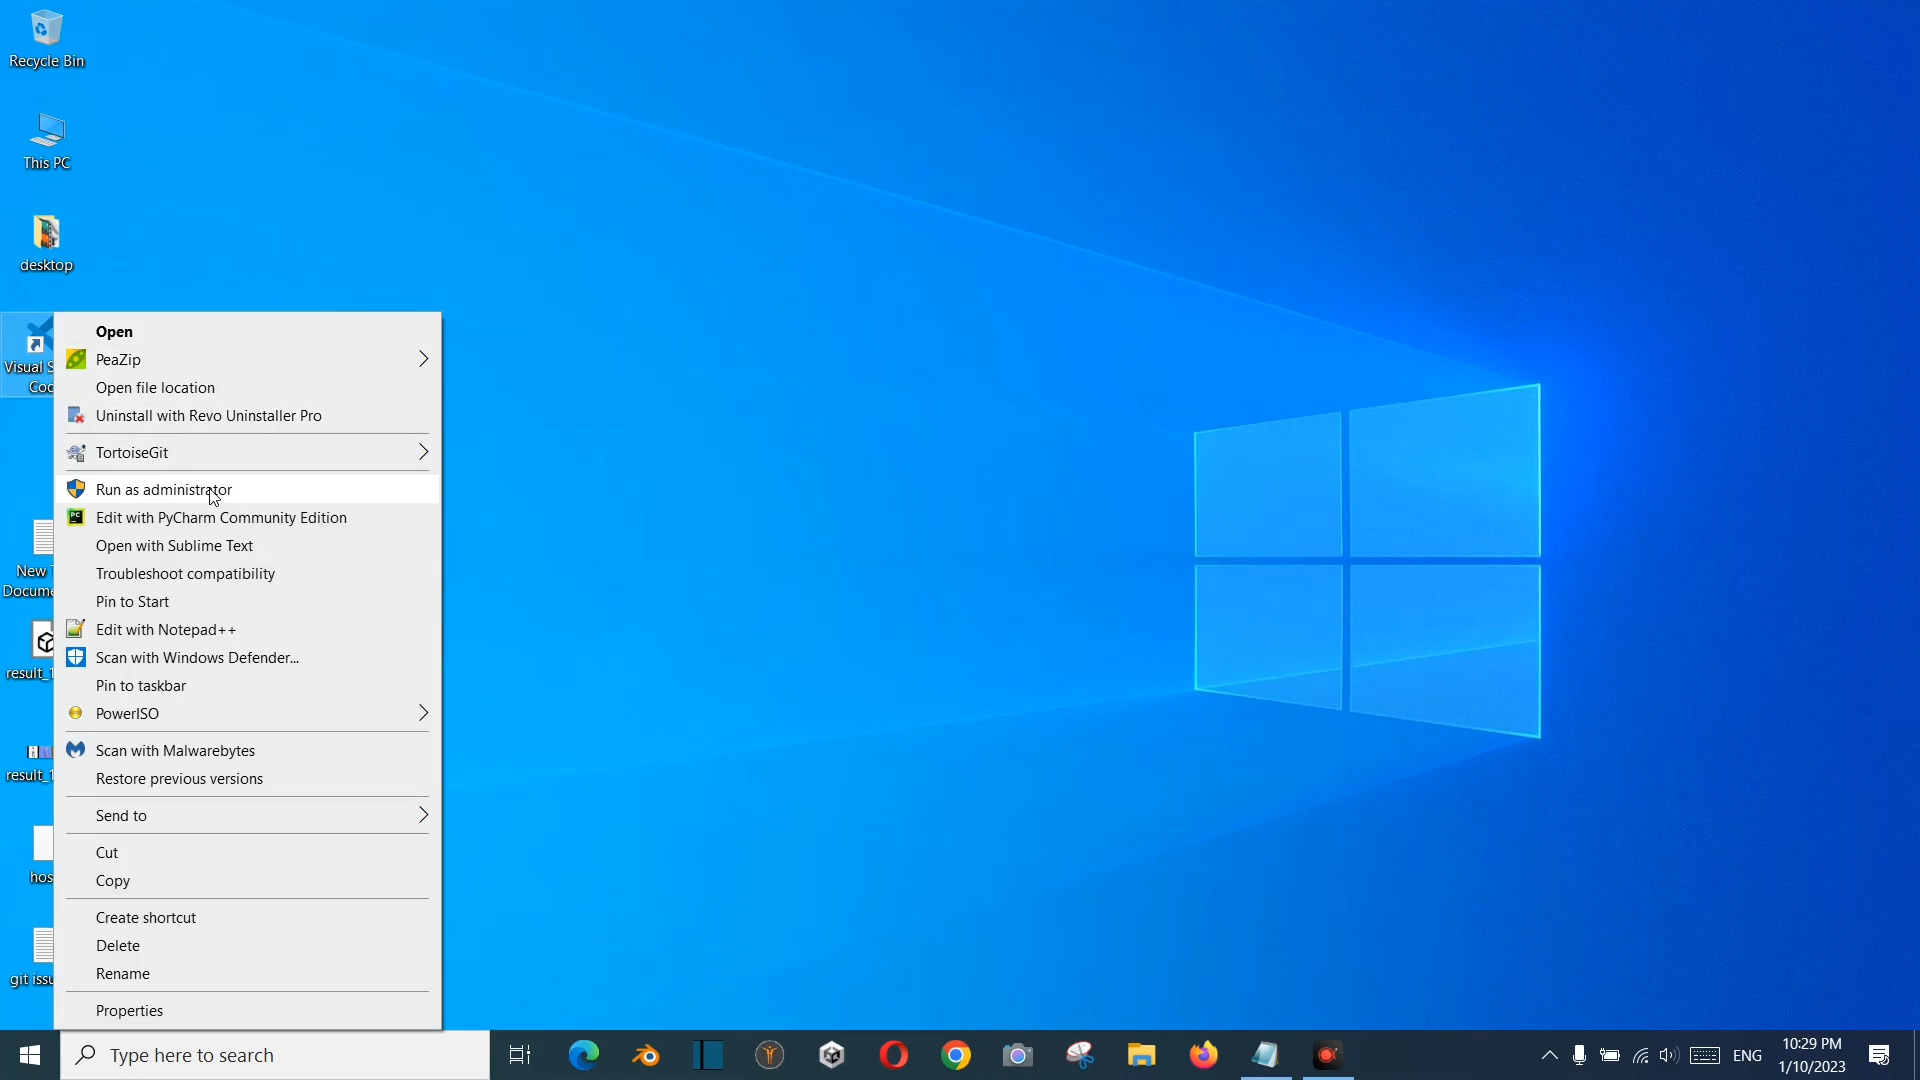 Recycle Bin
This PC
desktop
Visual S
Coc
New
Docume
result_1
result_1
hos
git issu
Open
PeaZip
Open file location
Uninstall with Revo Uninstaller Pro
TortoiseGit
Run as administrator
Edit with PyCharm Community Edition
Open with Sublime Text
Troubleshoot compatibility
Pin to Start
Edit with Notepad++
Scan with Windows Defender...
Pin to taskbar
PowerISO
Scan with Malwarebytes
Restore previous versions
Send to
Cut
Copy
Create shortcut
Delete
Rename
Properties
Type here to search
ENG
10:29 PM
1/10/2023